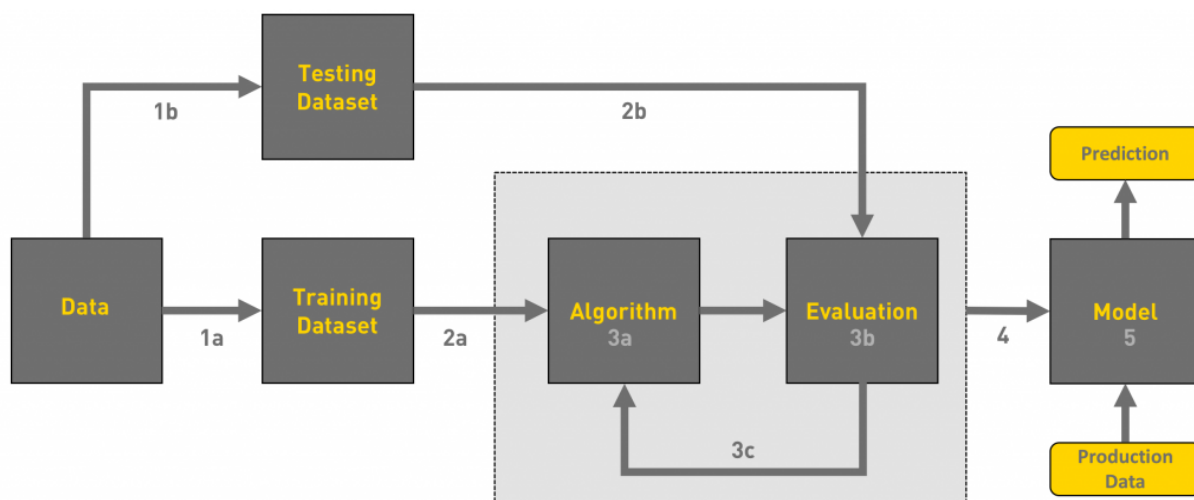 Testing
Dataset
1b
2b
Prediction
Data
Training
Dataset
Algorithm
3a
Evaluation
3b
Model
5
1a
2a
4
3c
Production
Data